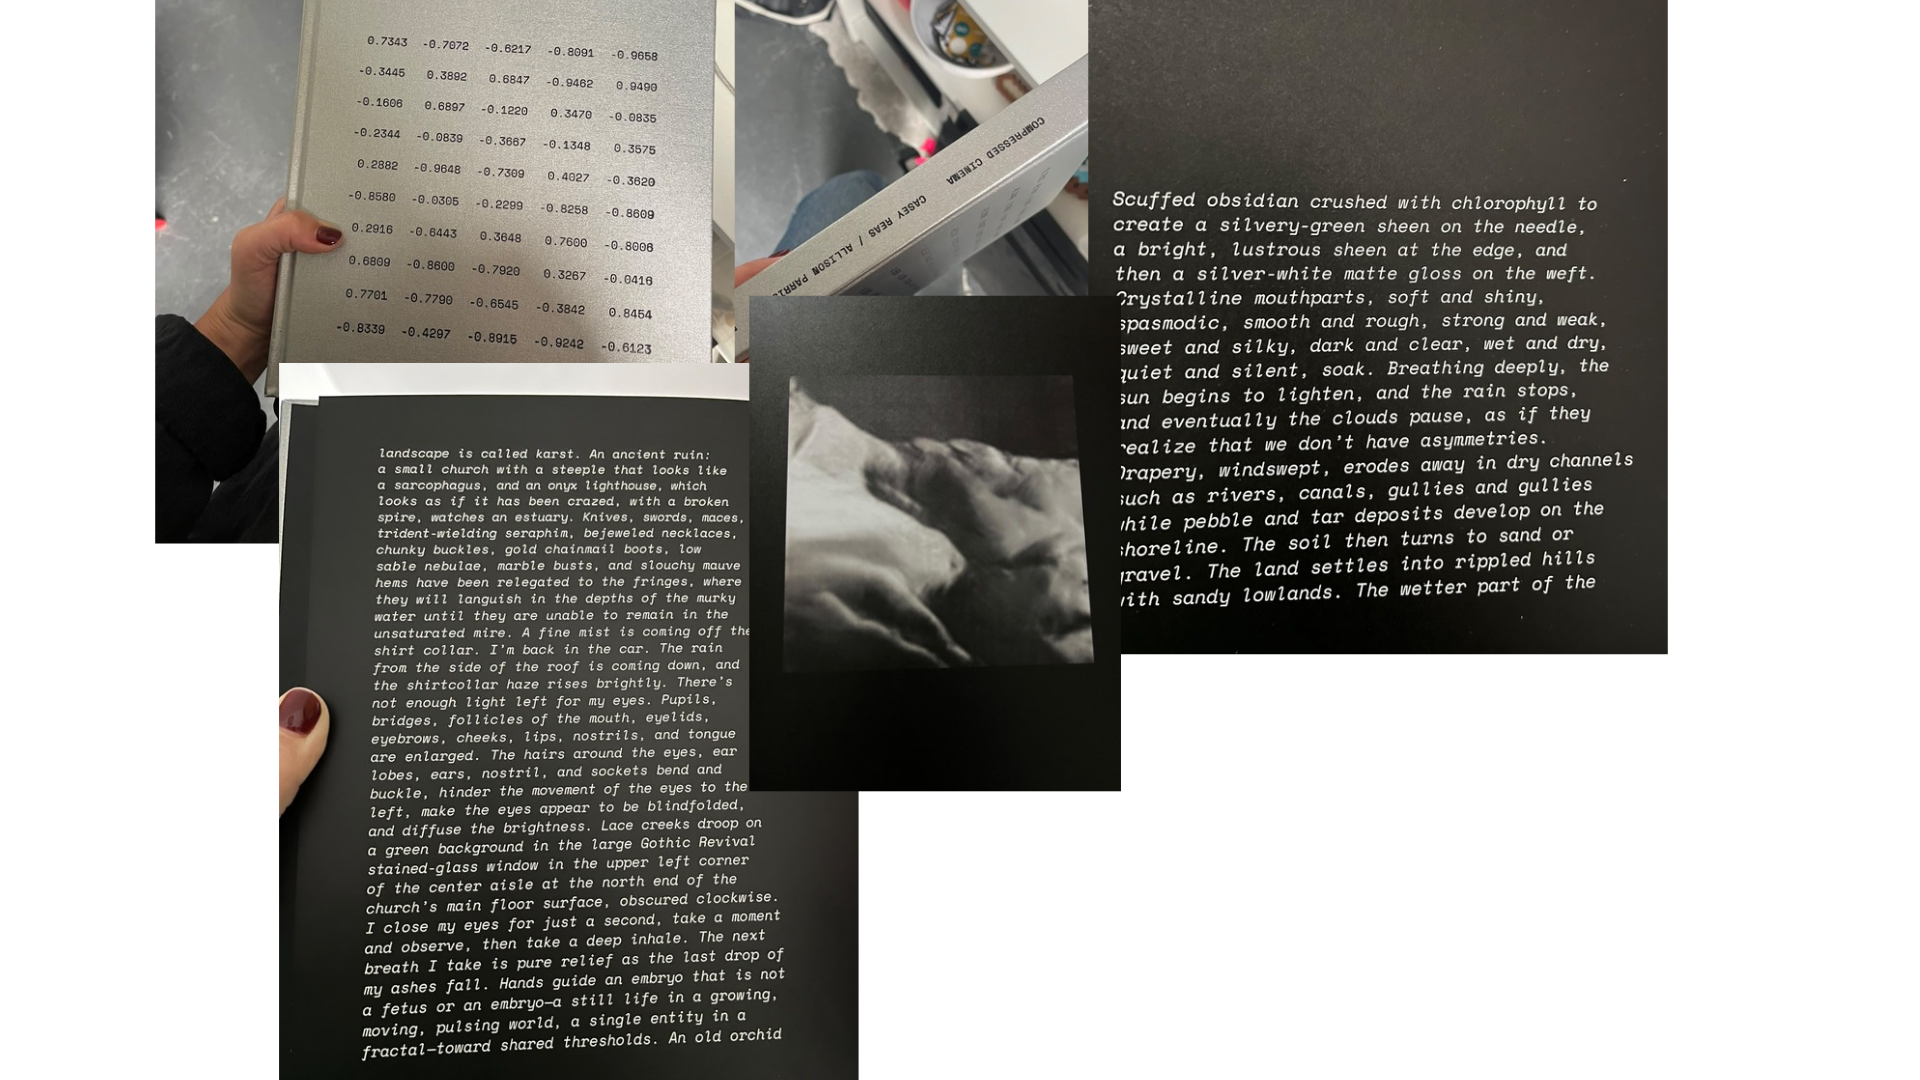 0.7343 -0.7072 -0.6217 -0.8091 -0.9658
-0.3445 0.3892 0.6847 -0.9462 0.9490
-0.1606 0.6897 -0.1220 0.3470 -0.0835
-0.2344 -0.0839 -0.3667 -0.1348 0.3575
0.2882 -0.9648 -0.7309 0.4027 -0.3620
-0.8580 -0.0305 -0.2299 -0.8258 -0.8609
0.2916 -0.6443 0.3648 0.7600 -0.8006
0.6809 -0.8600 -0.7920 0.3267 -0.0416
0.7701 -0.7790 -0.6545 -0.3842 0.8454
-0.8339 -0.4297 -0.8915 -0.9242 -0.6123
COMPRESSED CINEMA CASEY REAS / ALLISON
Scuffed obsidian crushed with chlorophyll to
create a silvery-green sheen on the needle,
a bright, lustrous sheen at the edge, and
then a silver-white matte gloss on the weft.
Crystalline mouthparts, soft and shiny,
spasmodic, smooth and rough, strong and weak,
sweet and silky, dark and clear, wet and dry,
quiet and silent, soak. Breathing deeply, the
sun begins to lighten, and the rain stops,
and eventually the clouds pause, as if they
realize that we don't have asymmetries.
Drapery, windswept, erodes away in dry channels
such as rivers, canals, gullies and gullies
while pebble and tar deposits develop on the
shoreline. The soil then turns to sand or
gravel. The land settles into rippled hills
with sandy lowlands. The wetter part of the
landscape is called karst. An ancient ruin:
a small church with a steeple that looks like
a sarcophagus, and an onyx lighthouse, which
looks as if it has been crazed, with a broken
spire, watches an estuary. Knives, swords, maces,
trident-wielding seraphim, bejeweled necklaces,
chunky buckles, gold chainmail boots, low
sable nebulae, marble busts, and slouchy mauve
hems have been relegated to the fringes, where
they will languish in the depths of the murky
water until they are unable to remain in the
unsaturated mire. A fine mist is coming off the
shirt collar. I'm back in the car. The rain
from the side of the roof is coming down, and
the shirtcollar haze rises brightly. There's
not enough light left for my eyes. Pupils,
bridges, follicles of the mouth, eyelids,
eyebrows, cheeks, lips, nostrils, and tongue
are enlarged. The hairs around the eyes, ear
lobes, ears, nostril, and sockets bend and
buckle, hinder the movement of the eyes to the
left, make the eyes appear to be blindfolded,
and diffuse the brightness. Lace creeks droop on
a green background in the large Gothic Revival
stained-glass window in the upper left corner
of the center aisle at the north end of the
church's main floor surface, obscured clockwise.
I close my eyes for just a second, take a moment
and observe, then take a deep inhale. The next
breath I take is pure relief as the last drop of
my ashes fall. Hands guide an embryo that is not
a fetus or an embryo—a still life in a growing,
moving, pulsing world, a single entity in a
fractal—toward shared thresholds. An old orchid